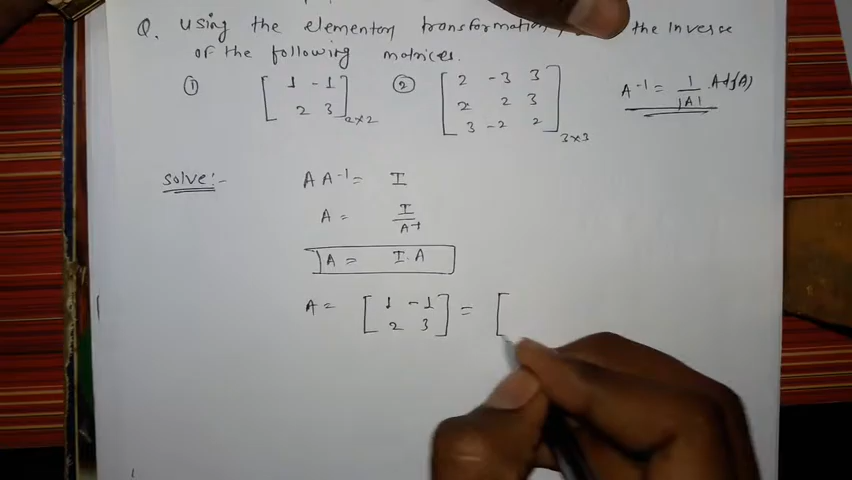 Q. Using the elementary transformation, the Inverse
of the following matrices.
① [ 1 -1
2 3 ]2×2 ② [ 2 -3 3
2 2 3
3 -2 2 ]3×3 A⁻¹ = 1/|A| . Adj(A)
Solve:- A A⁻¹ = I
A = I/A⁻¹
A = I.A
A = [ 1 -1
2 3 ] = [